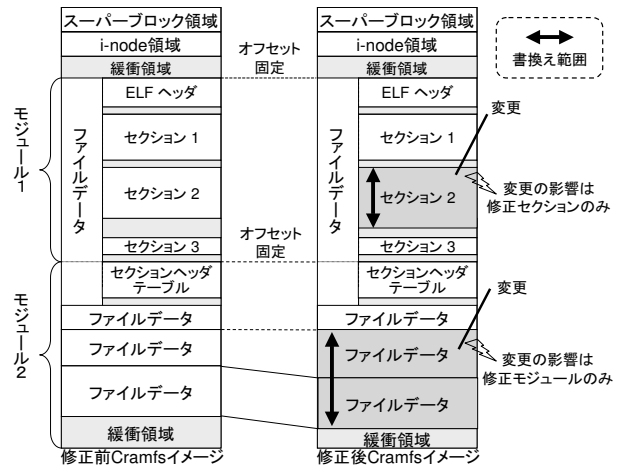 スーパーブロック領域
i-node領域
緩衝領域
ELF ヘッダ
セクション 1
セクション 2
セクション 3
セクションヘッダ
テーブル
ファイルデータ
ファイルデータ
ファイルデータ
ファイルデータ
緩衝領域
修正前Cramfsイメージ
モジュール1
モジュール2
オフセット
固定
オフセット
固定
スーパーブロック領域
i-node領域
緩衝領域
ELF ヘッダ
セクション 1
セクション 2
セクション 3
セクションヘッダ
テーブル
ファイルデータ
ファイルデータ
ファイルデータ
ファイルデータ
緩衝領域
修正後Cramfsイメージ
書換え範囲
変更
変更の影響は
修正セクションのみ
変更
変更の影響は
修正モジュールのみ